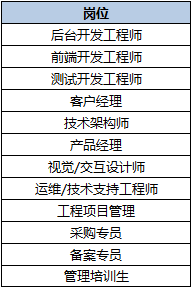 岗位
后台开发工程师
前端开发工程师
测试开发工程师
客户经理
技术架构师
产品经理
视觉/交互设计师
运维/技术支持工程师
工程项目管理
采购专员
备案专员
管理培训生